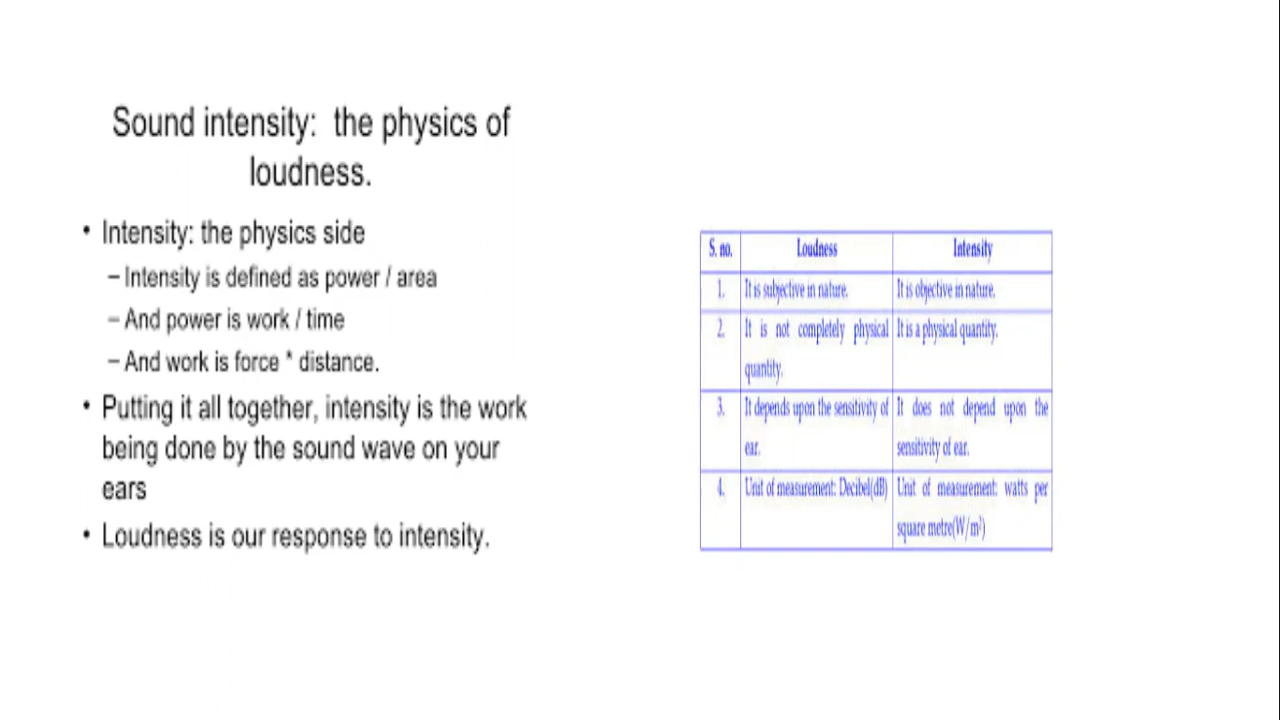 Sound intensity: the physics of
loudness.
• Intensity: the physics side
– Intensity is defined as power / area
– And power is work / time
– And work is force * distance.
• Putting it all together, intensity is the work
being done by the sound wave on your
ears
• Loudness is our response to intensity.
S. no. Loudness Intensity
1. It is subjective in nature. It is objective in nature.
2. It is not completely physical It is a physical quantity.
quantity.
3. It depends upon the sensitivity of It does not depend upon the
ear. sensitivity of ear.
4. Unit of measurement: Decibel(dB) Unit of measurement: watts per
square metre(W/m²)